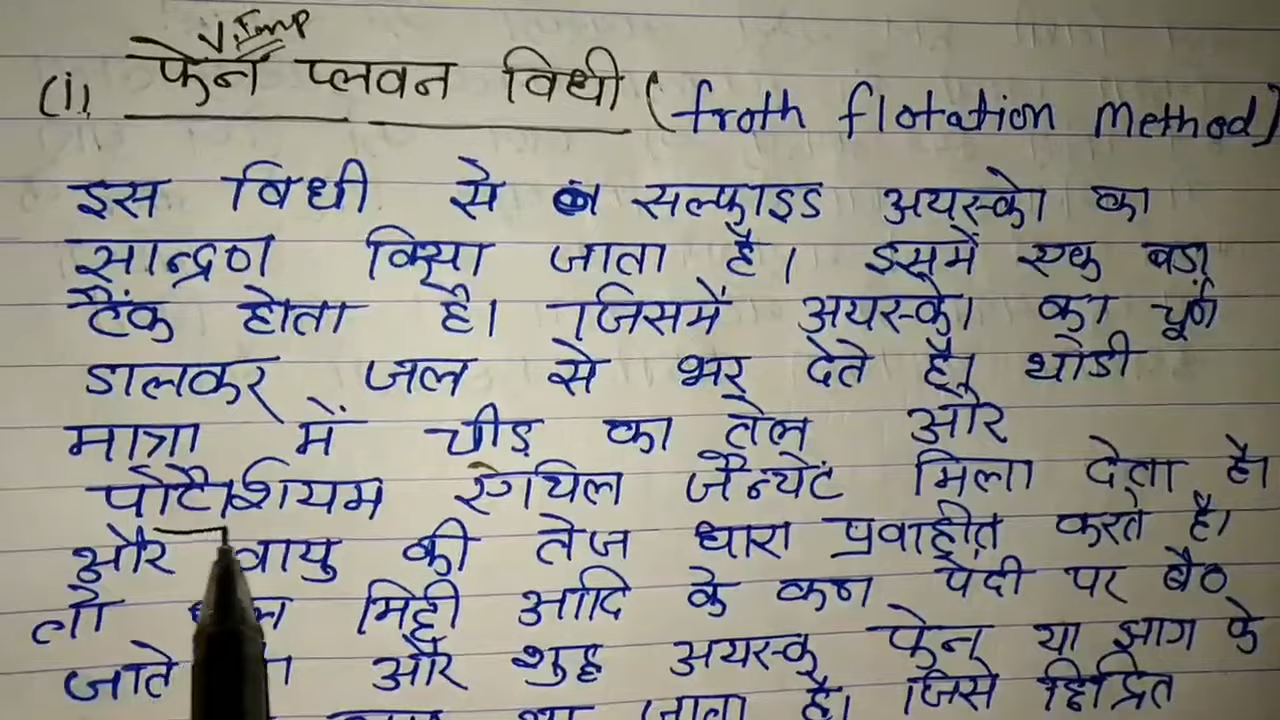 V.Imp
(i) फेन प्लवन विधी (froth flotation Method)
इस विधी से सल्फाइड अयस्को का
सान्द्रण किया जाता है। इसमें एक बडा
टैंक होता है। जिसमें अयस्को का चूर्ण
डालकर जल से भर देते है। थोडी
मात्रा में चीड़ का तेल और
पोटैशियम ऐथिल जैन्थेट मिला देता है।
और वायु की तेज धारा प्रवाहीत करते है।
तो मिट्टी आदि के कण पेंदी पर बैठ
जाते और शुद्ध अयस्क फेन या झाग के
जाता है। जिसे छिद्रित